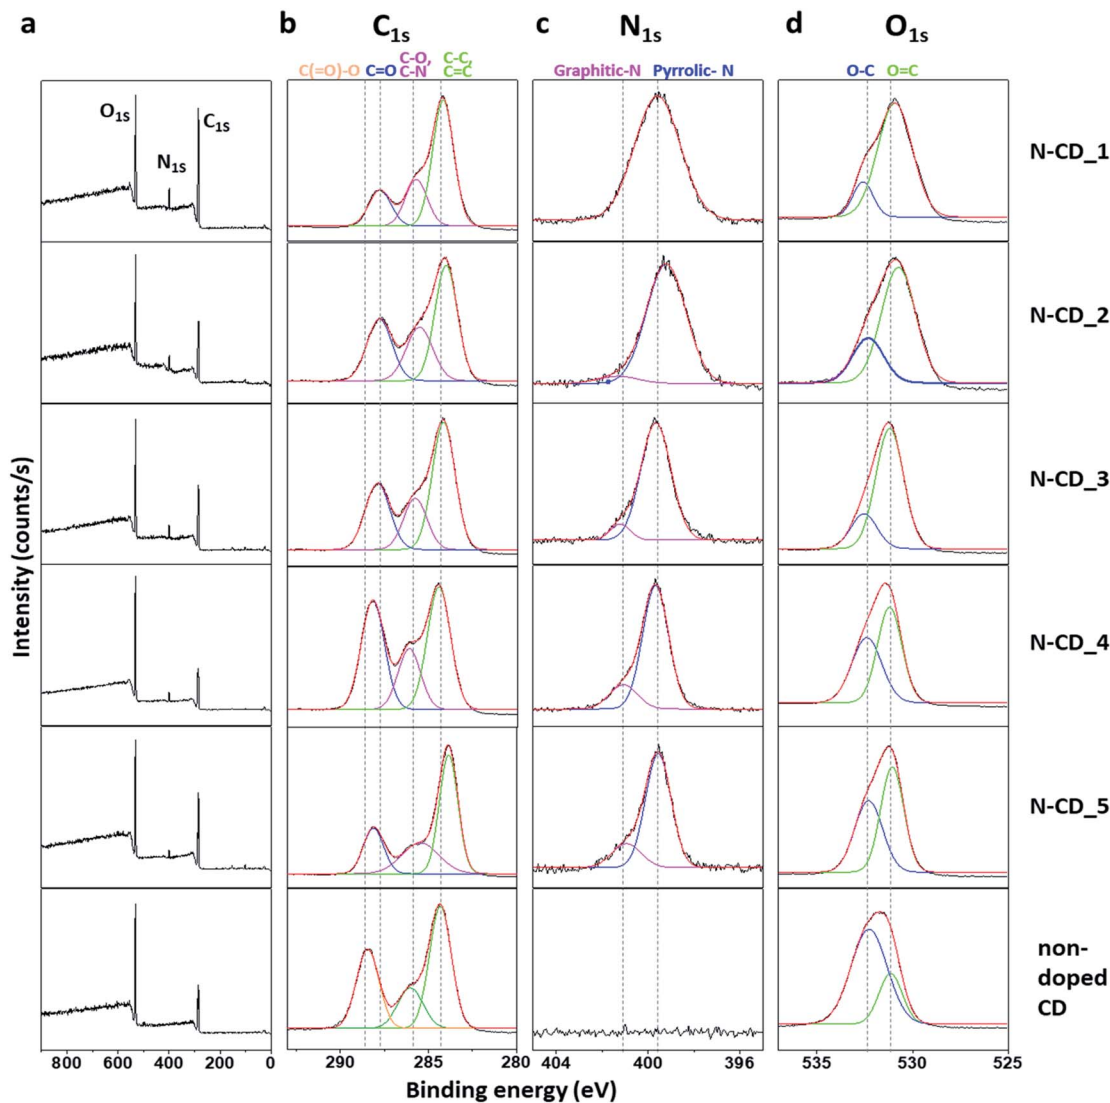 a
b
C1s
c
N1s
d
O1s
C(=O)-O
C=O
C-O,
C-N
C-C,
C=C
Graphitic-N
Pyrrolic- N
O-C
O=C
O1s
N1s
C1S
N-CD_1
N-CD_2
N-CD_3
N-CD_4
N-CD_5
non-
doped
CD
Intensity (counts/s)
800 600 400 200 0
290 285 280
404 400 396
535 530 525
Binding energy (eV)